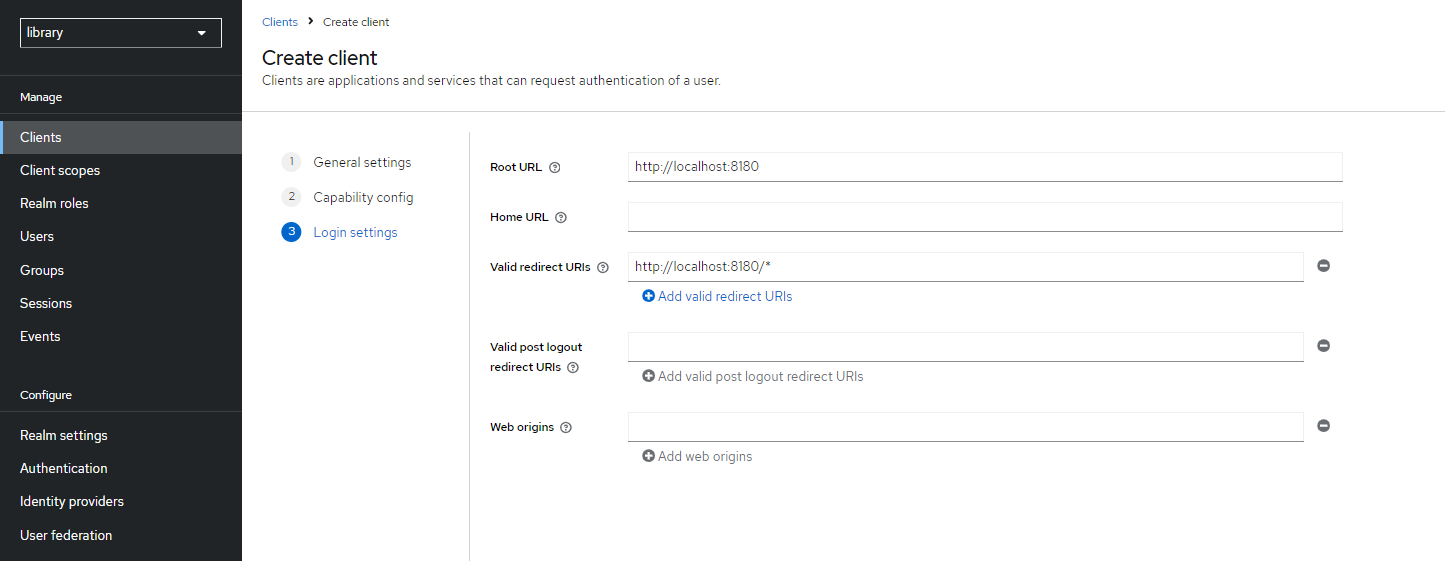 library
Manage
Clients
Client scopes
Realm roles
Users
Groups
Sessions
Events
Configure
Realm settings
Authentication
Identity providers
User federation
Clients > Create client
Create client
Clients are applications and services that can request authentication of a user.
1 General settings
2 Capability config
3 Login settings
Root URL http://localhost:8180
Home URL
Valid redirect URIs http://localhost:8180/*
Add valid redirect URIs
Valid post logout
redirect URIs
Add valid post logout redirect URIs
Web origins
Add web origins